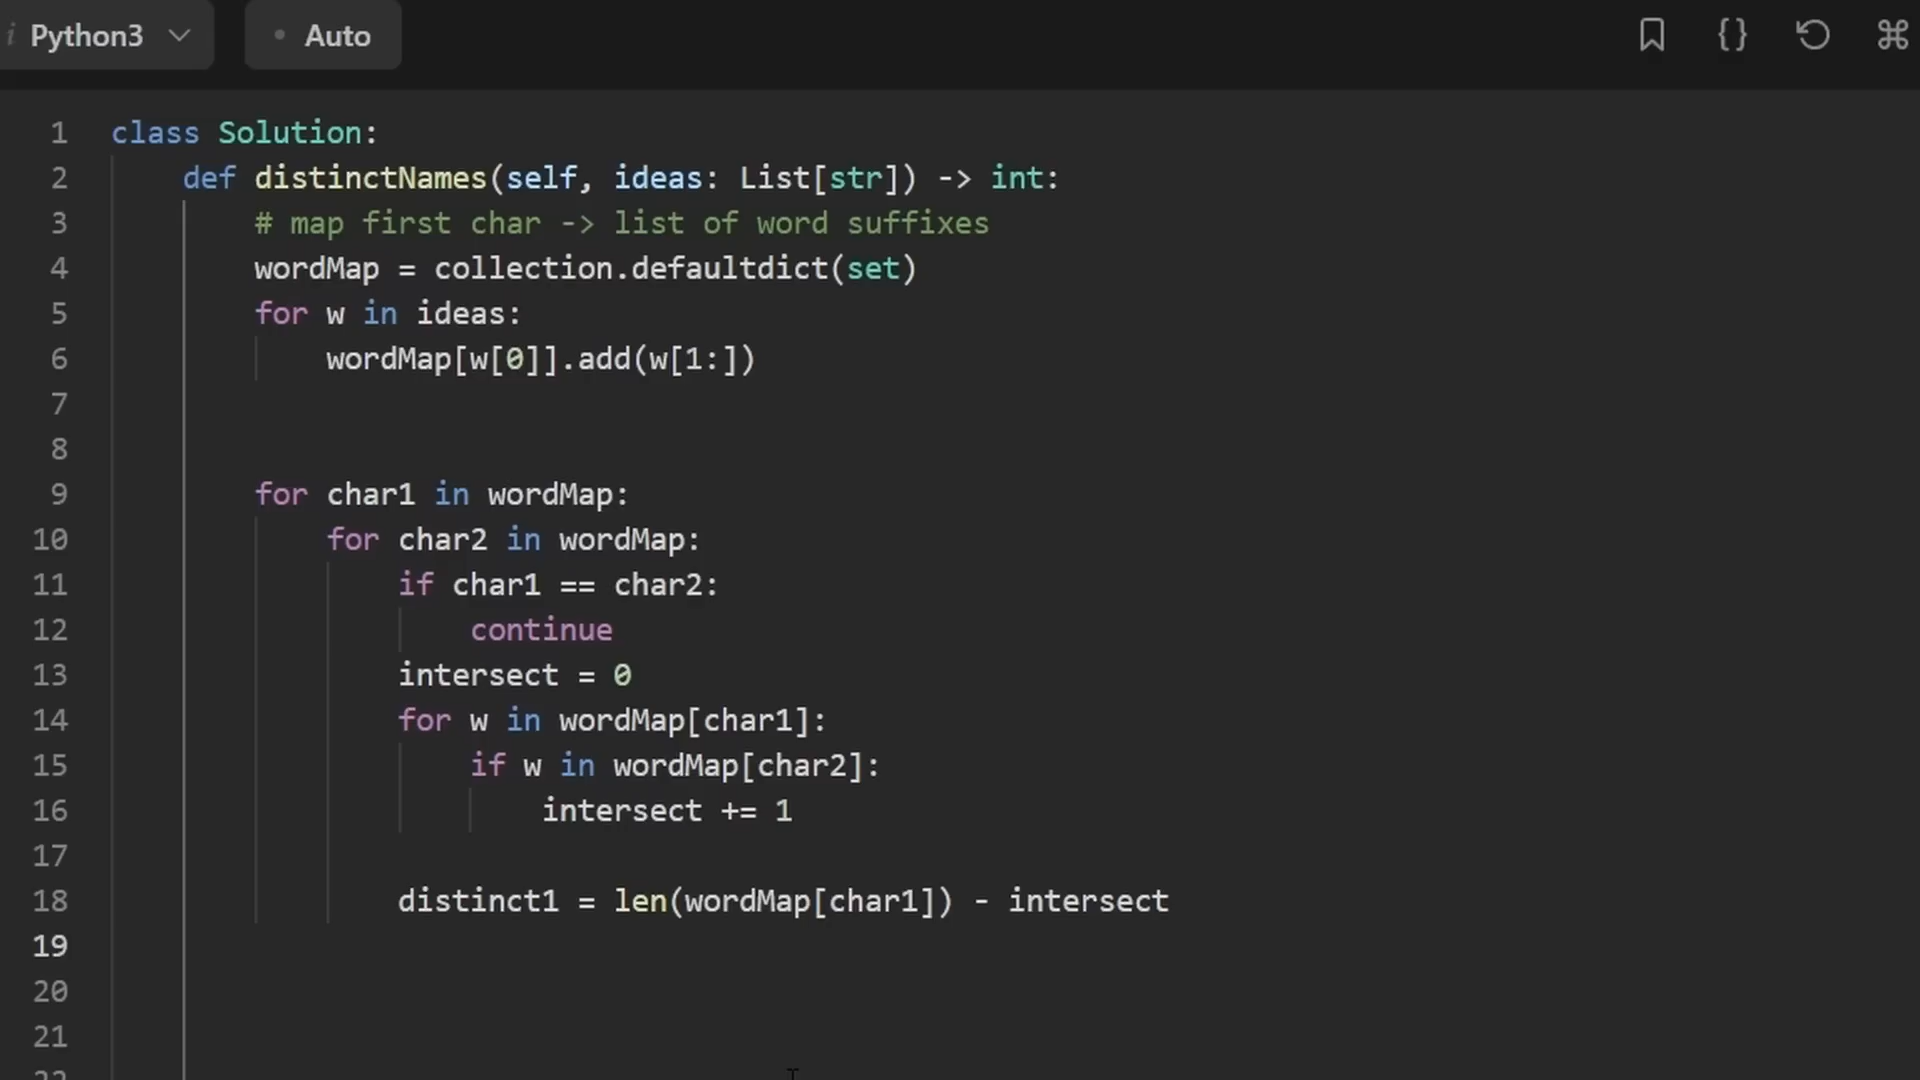 i Python3 Auto {}
1 class Solution:
2 def distinctNames(self, ideas: List[str]) -> int:
3 # map first char -> list of word suffixes
4 wordMap = collection.defaultdict(set)
5 for w in ideas:
6 wordMap[w[0]].add(w[1:])
7
8
9 for char1 in wordMap:
10 for char2 in wordMap:
11 if char1 == char2:
12 continue
13 intersect = 0
14 for w in wordMap[char1]:
15 if w in wordMap[char2]:
16 intersect += 1
17
18 distinct1 = len(wordMap[char1]) - intersect
19
20
21
22